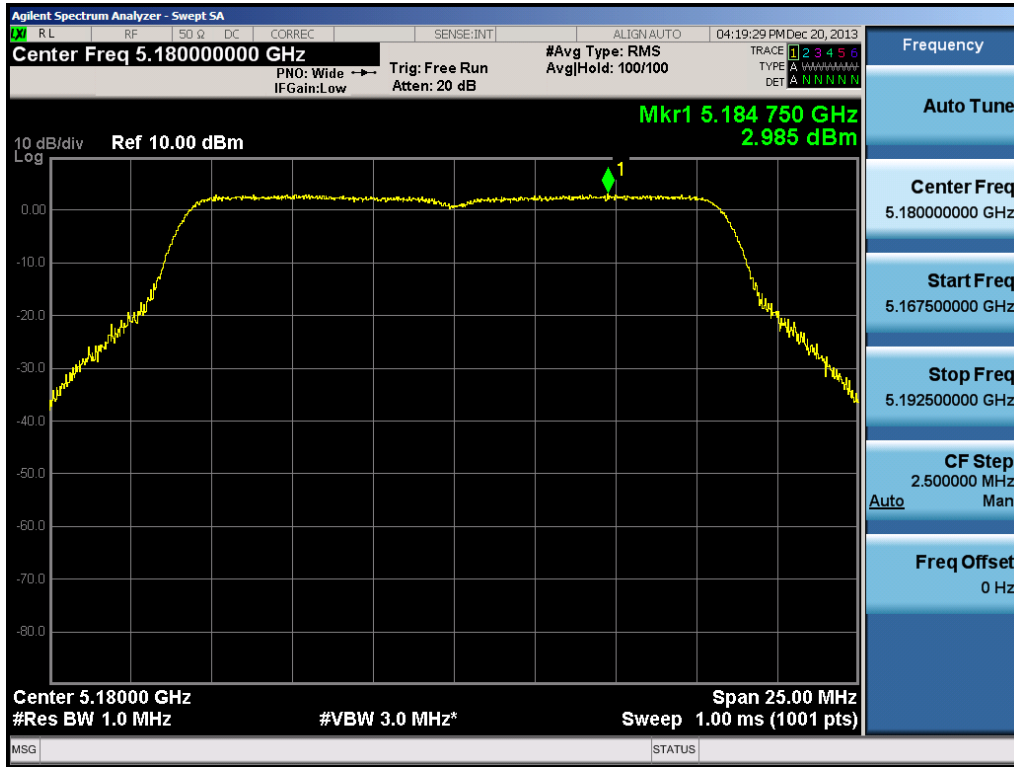 Agilent Spectrum Analyzer - Swept SA
LXI RL RF 50 Ω DC CORREC SENSE:INT ALIGN AUTO 04:19:29 PM Dec 20, 2013
Center Freq 5.180000000 GHz
PNO: Wide
IFGain:Low
Trig: Free Run
Atten: 20 dB
#Avg Type: RMS
Avg|Hold: 100/100
TRACE 1 2 3 4 5 6
TYPE A WWWWW
DET A N N N N N
Mkr1 5.184 750 GHz
2.985 dBm
10 dB/div Ref 10.00 dBm
Log
1
0.00
-10.0
-20.0
-30.0
-40.0
-50.0
-60.0
-70.0
-80.0
Center 5.18000 GHz Span 25.00 MHz
#Res BW 1.0 MHz #VBW 3.0 MHz* Sweep 1.00 ms (1001 pts)
MSG STATUS
Frequency
Auto Tune
Center Freq
5.180000000 GHz
Start Freq
5.167500000 GHz
Stop Freq
5.192500000 GHz
CF Step
2.500000 MHz
Auto Man
Freq Offset
0 Hz